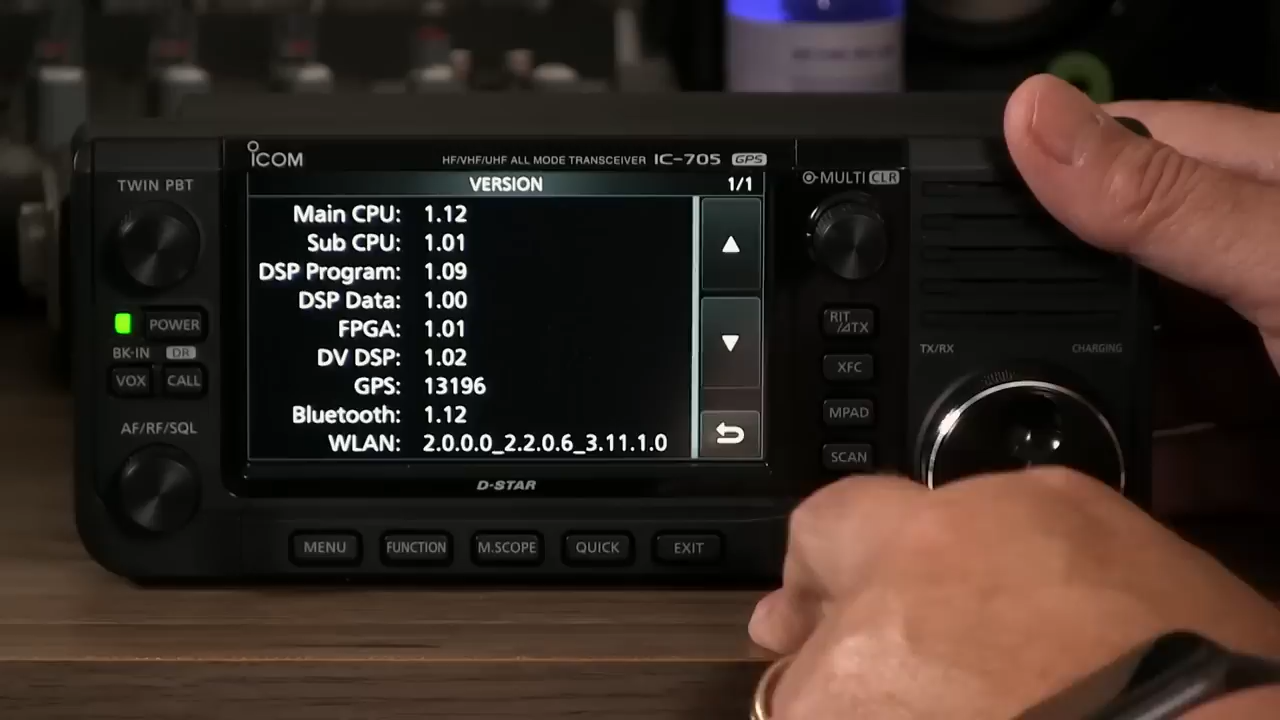 ICOM
HF/VHF/UHF ALL MODE TRANSCEIVER IC-705 GPS
TWIN PBT
VERSION 1/1
MULTI CLR
Main CPU: 1.12
Sub CPU: 1.01
DSP Program: 1.09
DSP Data: 1.00
FPGA: 1.01
DV DSP: 1.02
GPS: 13196
Bluetooth: 1.12
WLAN: 2.0.0.0_2.2.0.6_3.11.1.0
POWER
BK-IN DR
VOX CALL
AF/RF/SQL
RIT
/⊿TX
TX/RX CHARGING
XFC
MPAD
SCAN
D-STAR
MENU FUNCTION M.SCOPE QUICK EXIT